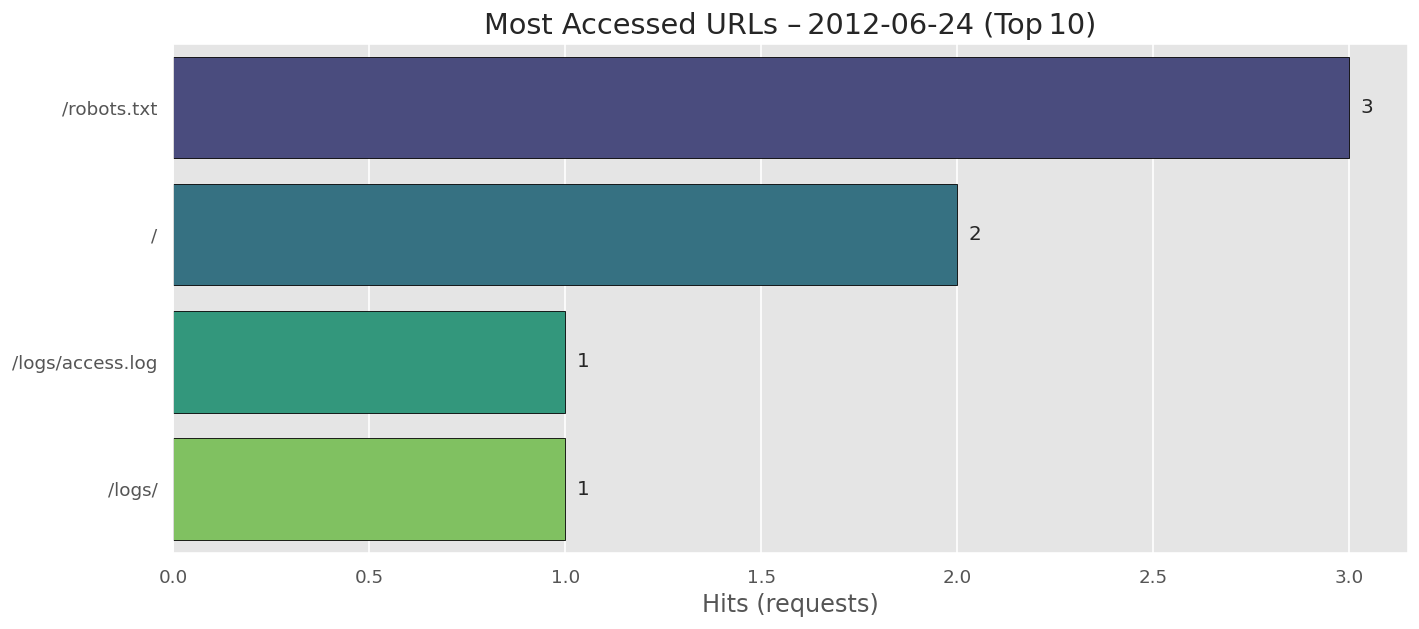 Most Accessed URLs – 2012-06-24 (Top 10)
/robots.txt
3
/
2
/logs/access.log
1
/logs/
1
0.0 0.5 1.0 1.5 2.0 2.5 3.0
Hits (requests)